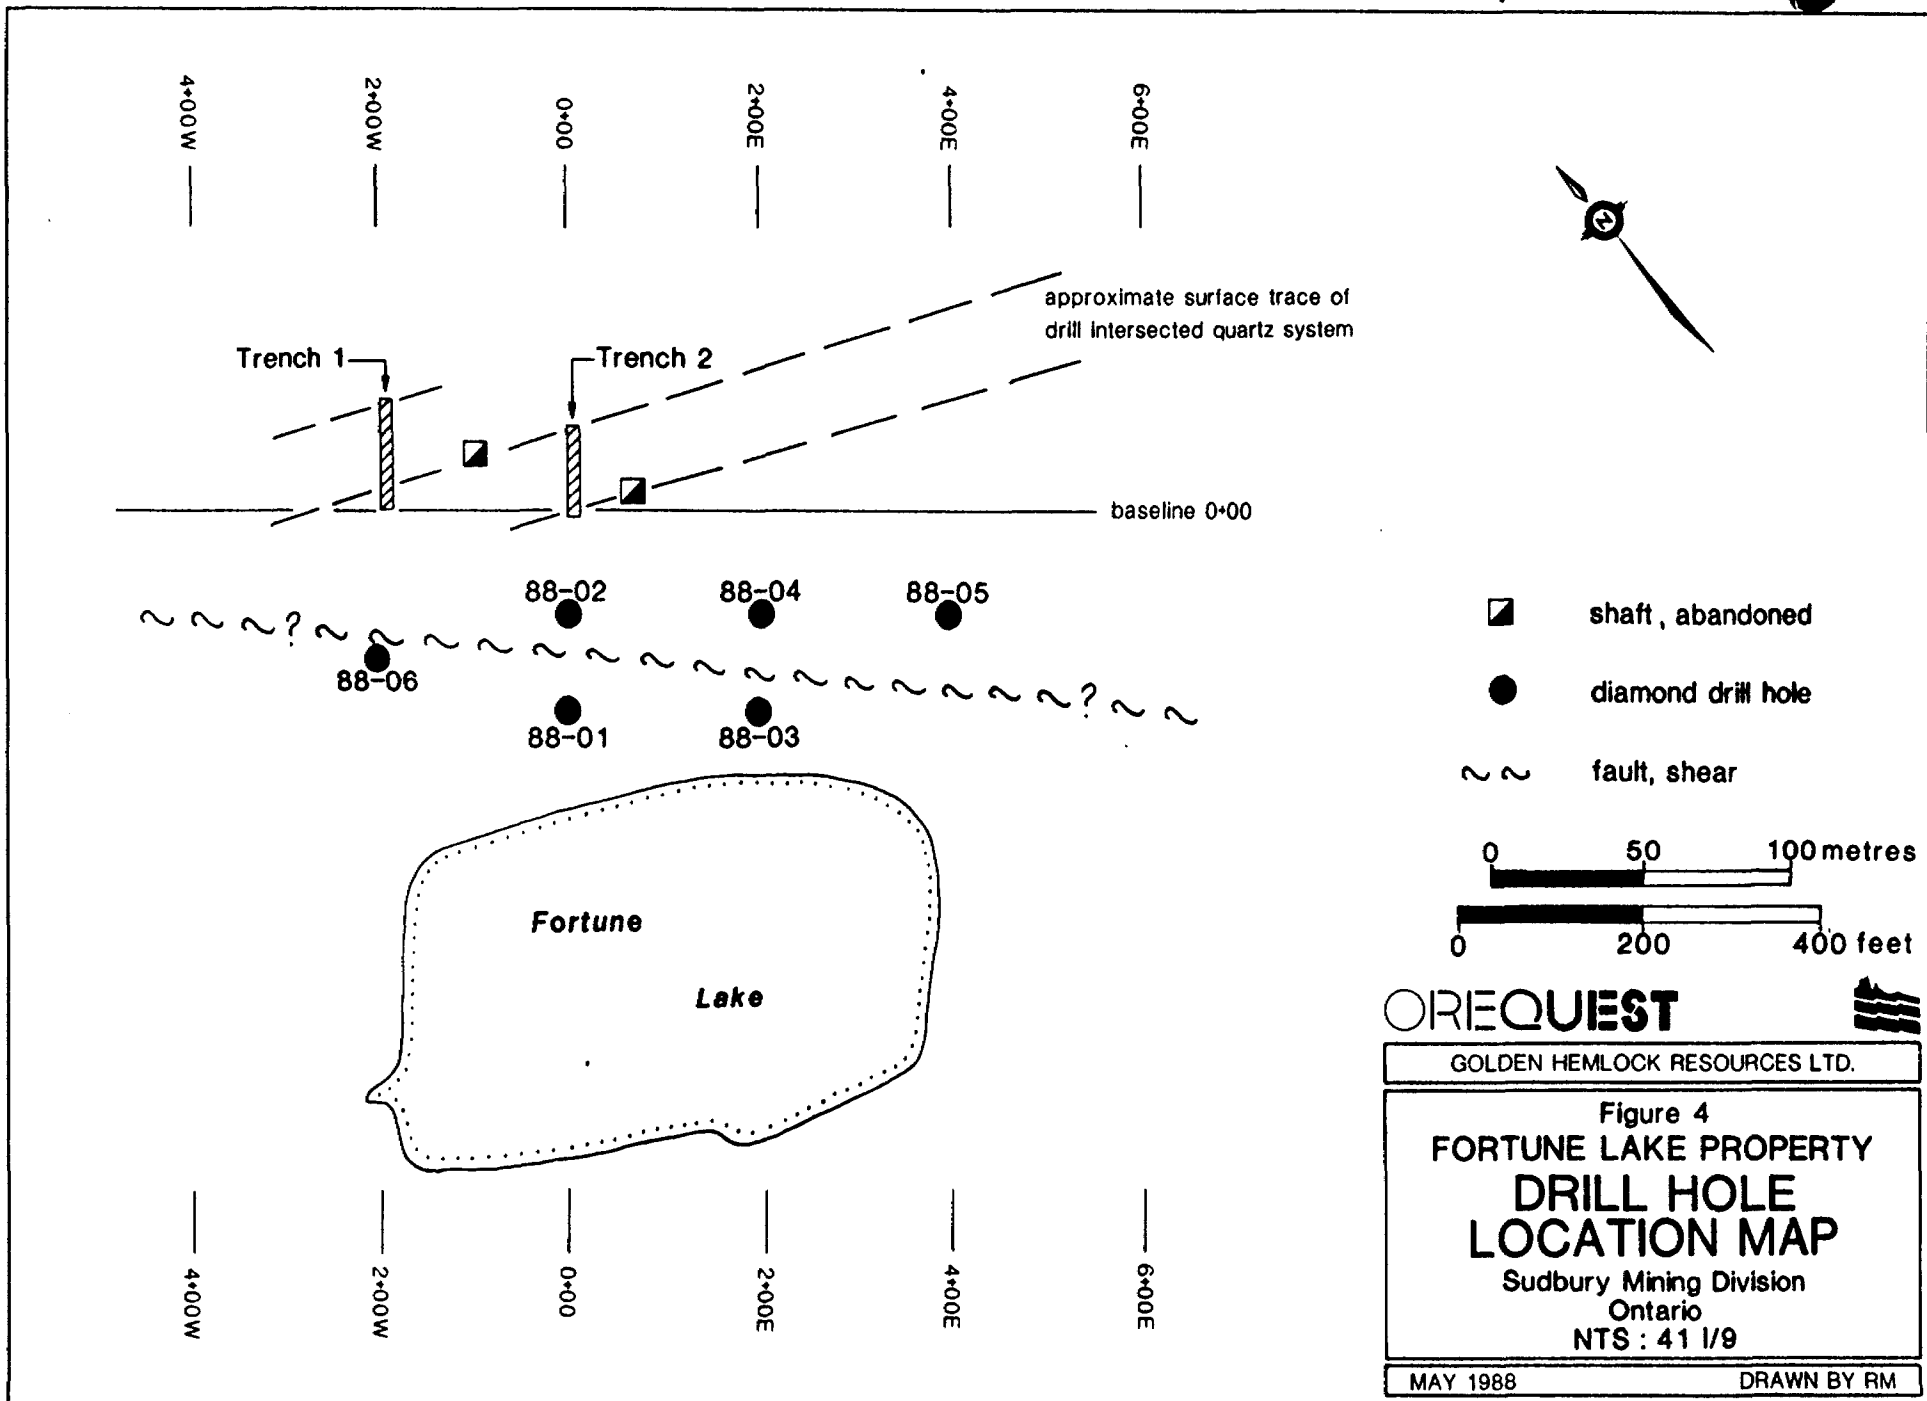 4+00W
2+00W
0+00
2+00E
4+00E
6+00E
N
approximate surface trace of
drill intersected quartz system
Trench 1
Trench 2
baseline 0+00
88-02
88-04
88-05
?
88-06
?
88-01
88-03
shaft, abandoned
diamond drill hole
fault, shear
0 50 100 metres
0 200 400 feet
Fortune
Lake
4+00W
2+00W
0+00
2+00E
4+00E
6+00E
OREQUEST
GOLDEN HEMLOCK RESOURCES LTD.
Figure 4
FORTUNE LAKE PROPERTY
DRILL HOLE
LOCATION MAP
Sudbury Mining Division
Ontario
NTS : 41 I/9
MAY 1988 DRAWN BY RM